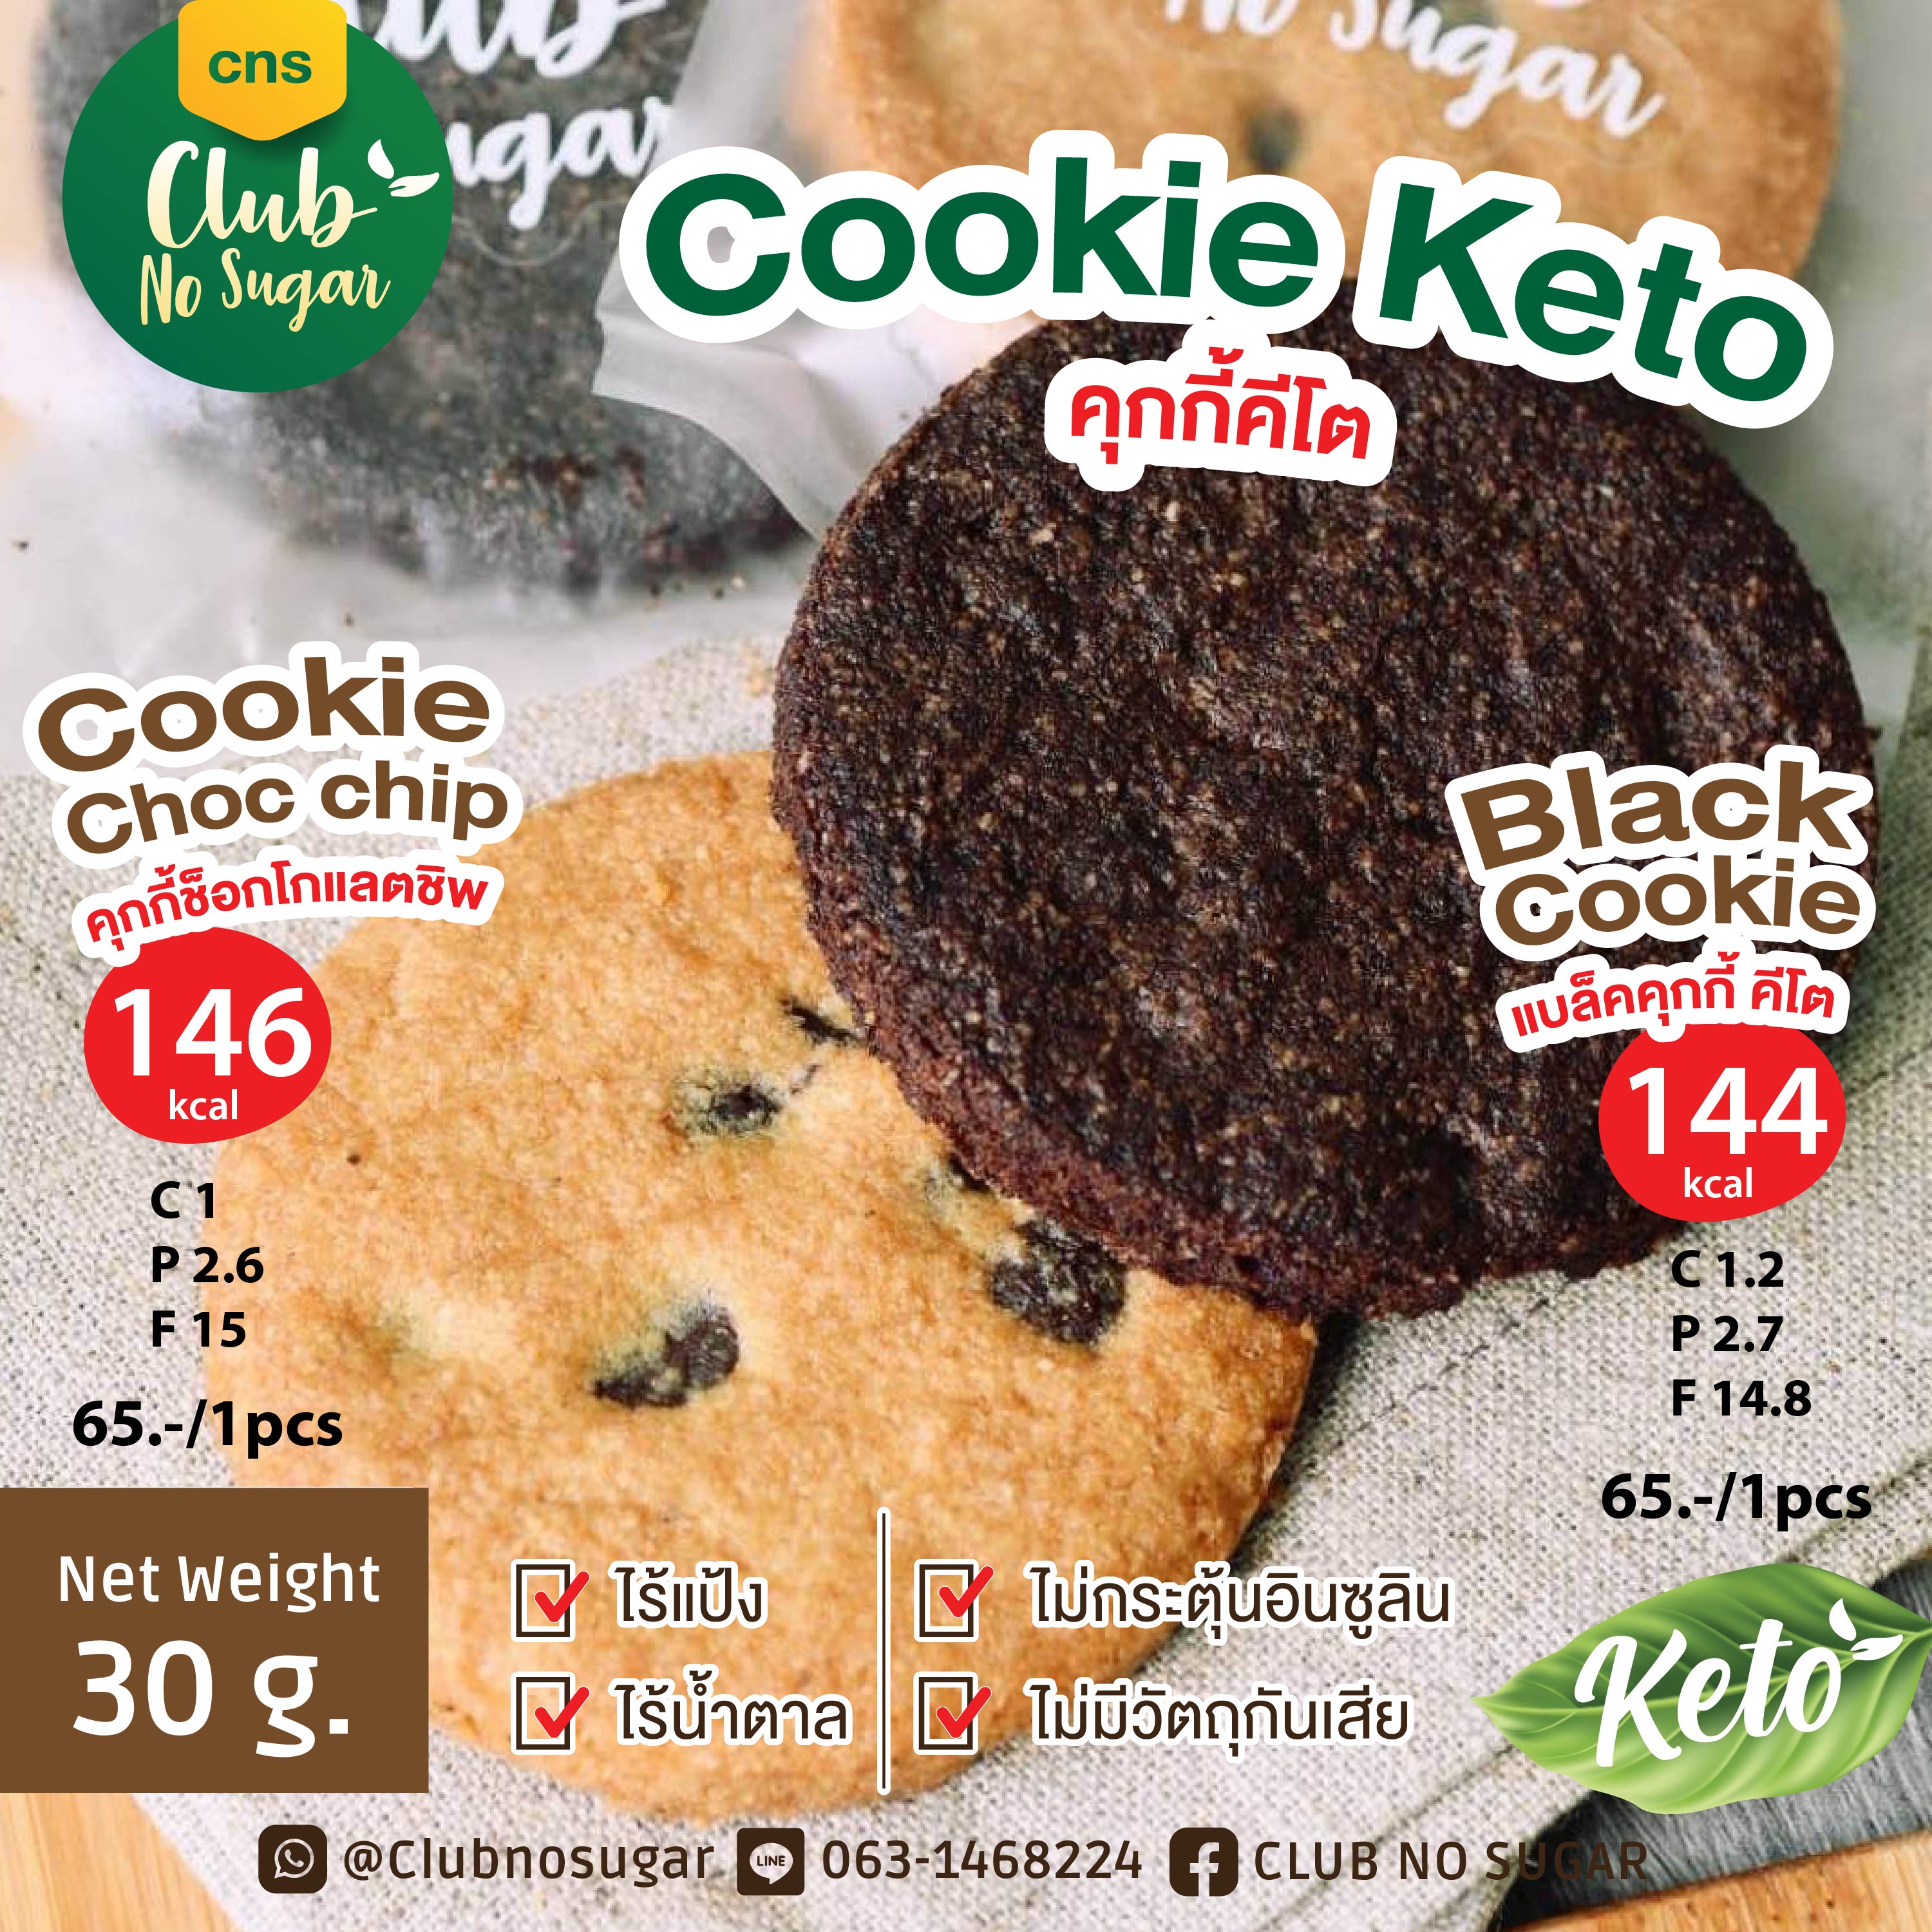 cns
Club
No Sugar
ugar
No Sugar
Cookie Keto
คุกกี้คีโต
Cookie
Choc chip
คุกกี้ช็อกโกแลตชิพ
146
kcal
C 1
P 2.6
F 15
65.-/1pcs
Black
Cookie
แบล็คคุกกี้ คีโต
144
kcal
C 1.2
P 2.7
F 14.8
65.-/1pcs
Net Weight
30 g.
ไร้แป้ง
ไร้น้ำตาล
ไม่กระตุ้นอินซูลิน
ไม่มีวัตถุกันเสีย
Keto
@Clubnosugar LINE 063-1468224 CLUB NO SUGAR